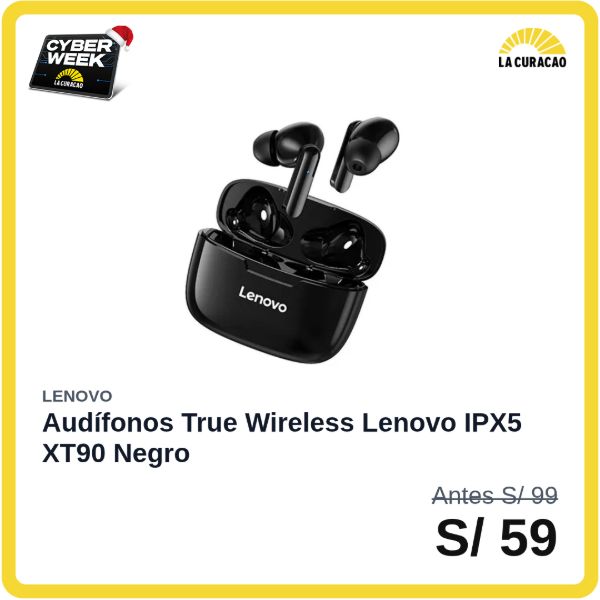 CYBER
WEEK
LA CURACAO
LA CURACAO
Lenovo
LENOVO
Audífonos True Wireless Lenovo IPX5
XT90 Negro
Antes S/ 99
S/ 59